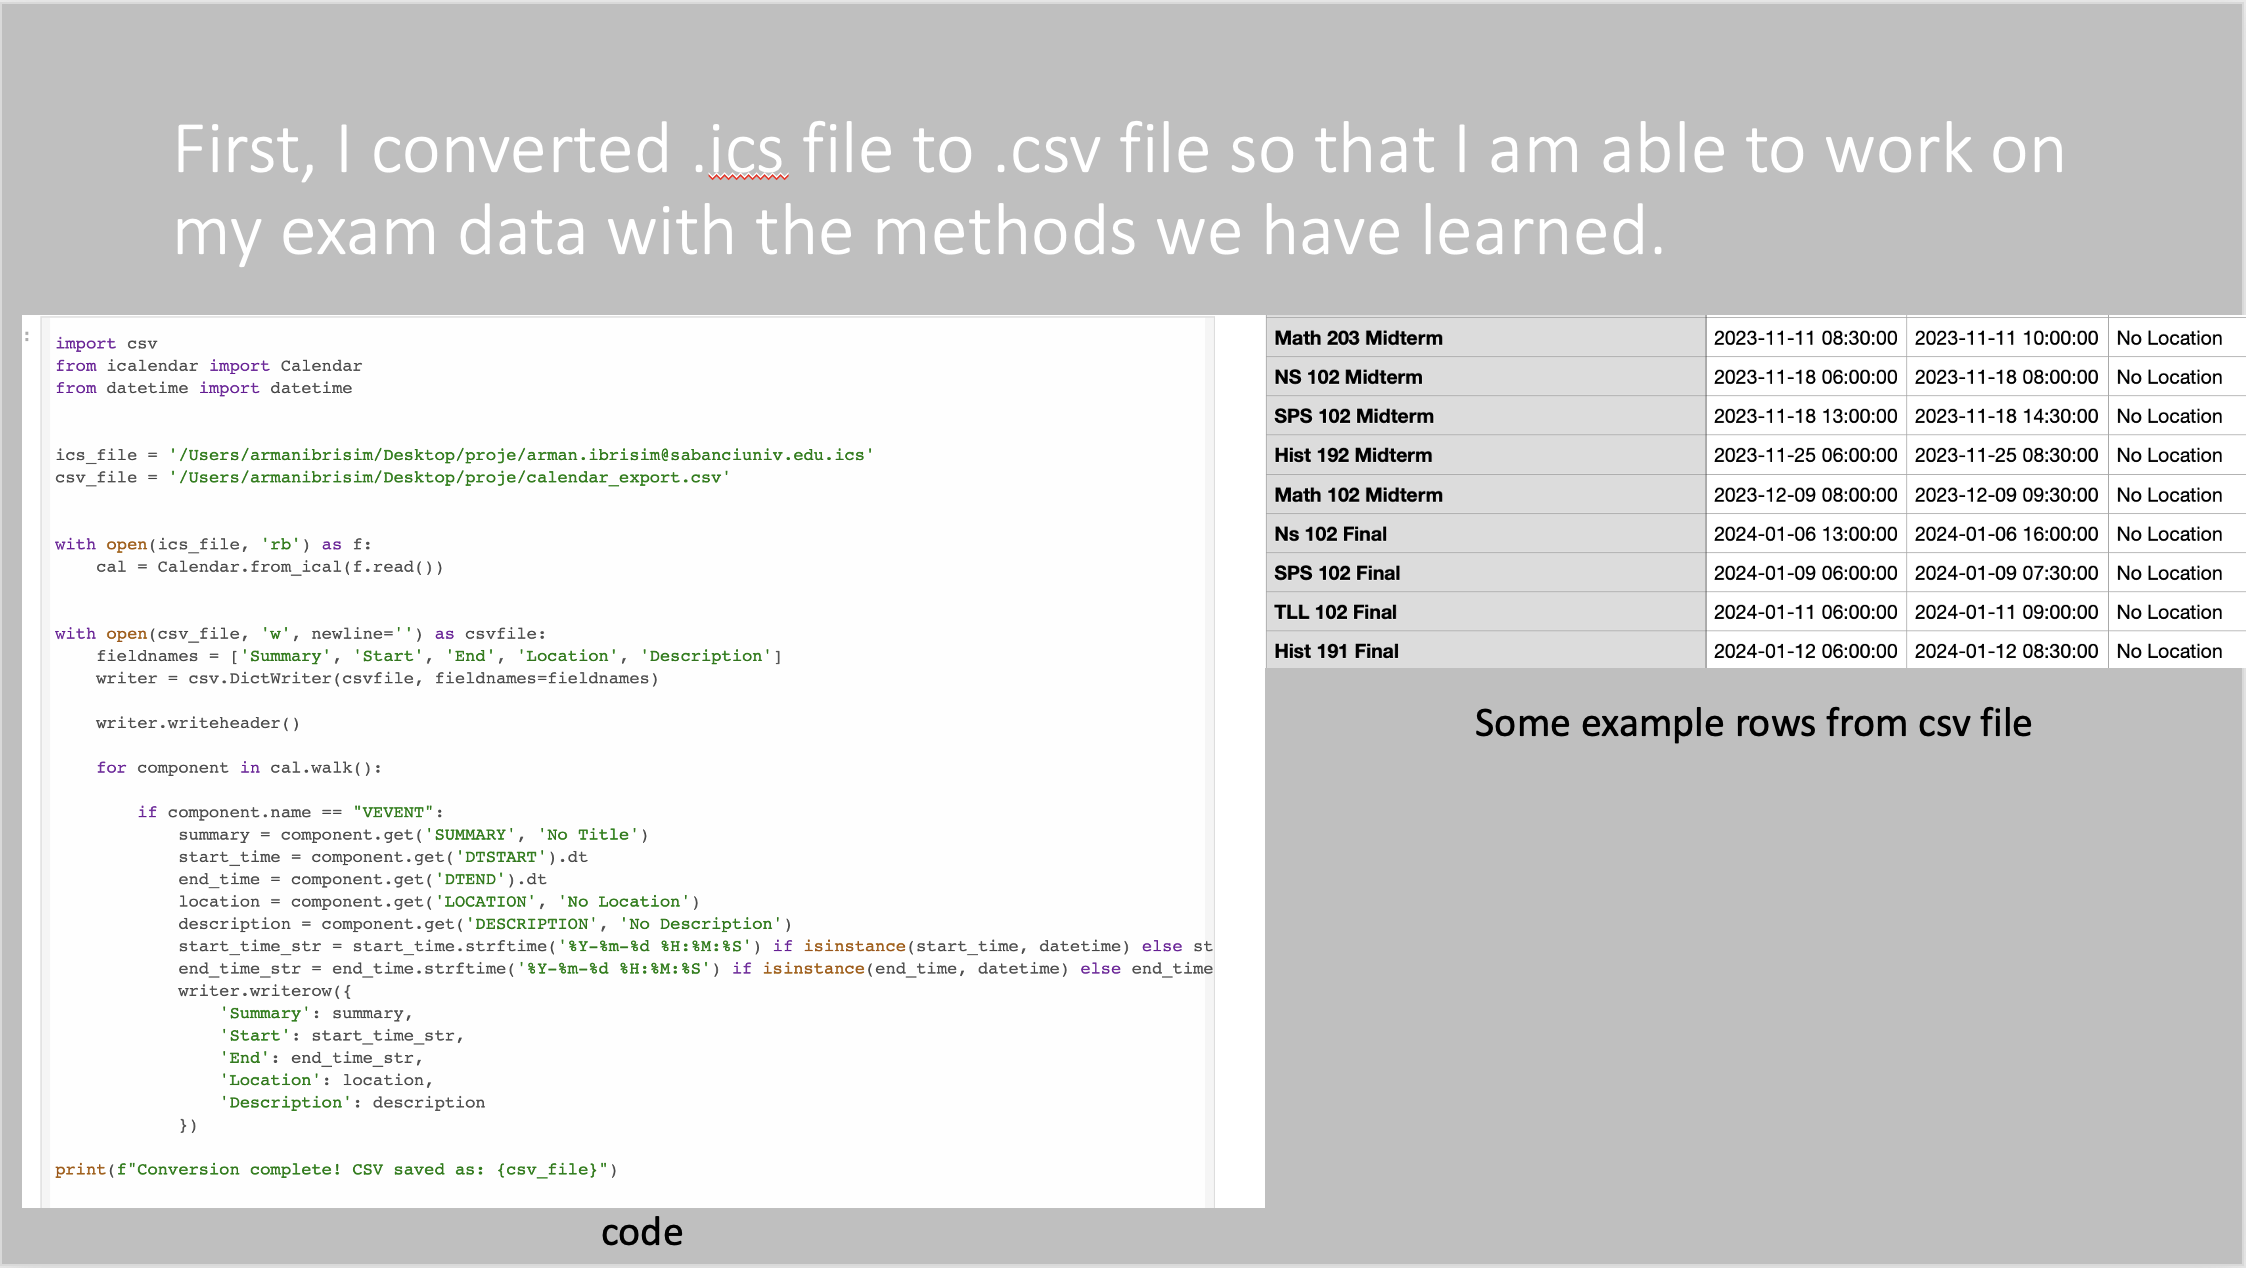 First, I converted .ics file to .csv file so that I am able to work on
my exam data with the methods we have learned.
:
import csv
from icalendar import Calendar
from datetime import datetime
ics_file = '/Users/armanibrisim/Desktop/proje/arman.ibrisim@sabanciuniv.edu.ics'
csv_file = '/Users/armanibrisim/Desktop/proje/calendar_export.csv'
with open(ics_file, 'rb') as f:
    cal = Calendar.from_ical(f.read())
with open(csv_file, 'w', newline='') as csvfile:
    fieldnames = ['Summary', 'Start', 'End', 'Location', 'Description']
    writer = csv.DictWriter(csvfile, fieldnames=fieldnames)
    writer.writeheader()
    for component in cal.walk():
        if component.name == "VEVENT":
            summary = component.get('SUMMARY', 'No Title')
            start_time = component.get('DTSTART').dt
            end_time = component.get('DTEND').dt
            location = component.get('LOCATION', 'No Location')
            description = component.get('DESCRIPTION', 'No Description')
            start_time_str = start_time.strftime('%Y-%m-%d %H:%M:%S') if isinstance(start_time, datetime) else st
            end_time_str = end_time.strftime('%Y-%m-%d %H:%M:%S') if isinstance(end_time, datetime) else end_time
            writer.writerow({
                'Summary': summary,
                'Start': start_time_str,
                'End': end_time_str,
                'Location': location,
                'Description': description
            })
print(f"Conversion complete! CSV saved as: {csv_file}")
code
Math 203 Midterm 2023-11-11 08:30:00 2023-11-11 10:00:00 No Location
NS 102 Midterm 2023-11-18 06:00:00 2023-11-18 08:00:00 No Location
SPS 102 Midterm 2023-11-18 13:00:00 2023-11-18 14:30:00 No Location
Hist 192 Midterm 2023-11-25 06:00:00 2023-11-25 08:30:00 No Location
Math 102 Midterm 2023-12-09 08:00:00 2023-12-09 09:30:00 No Location
Ns 102 Final 2024-01-06 13:00:00 2024-01-06 16:00:00 No Location
SPS 102 Final 2024-01-09 06:00:00 2024-01-09 07:30:00 No Location
TLL 102 Final 2024-01-11 06:00:00 2024-01-11 09:00:00 No Location
Hist 191 Final 2024-01-12 06:00:00 2024-01-12 08:30:00 No Location
Some example rows from csv file